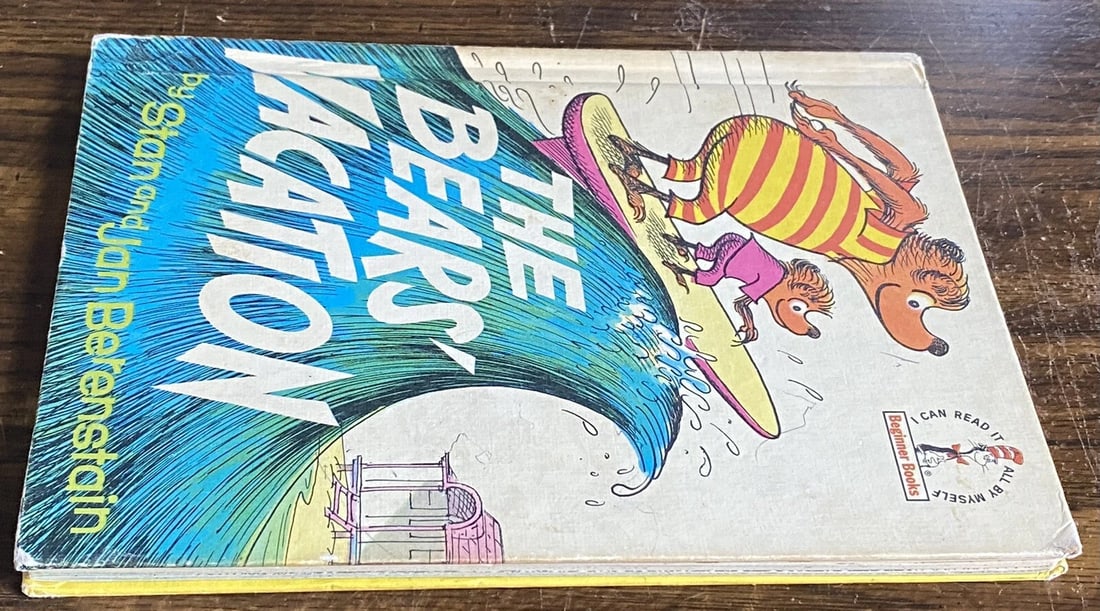 I CAN READ IT
ALL BY MYSELF
Beginner Books
®
THE
BEARS'
VACATION
by Stan and Jan Berenstain